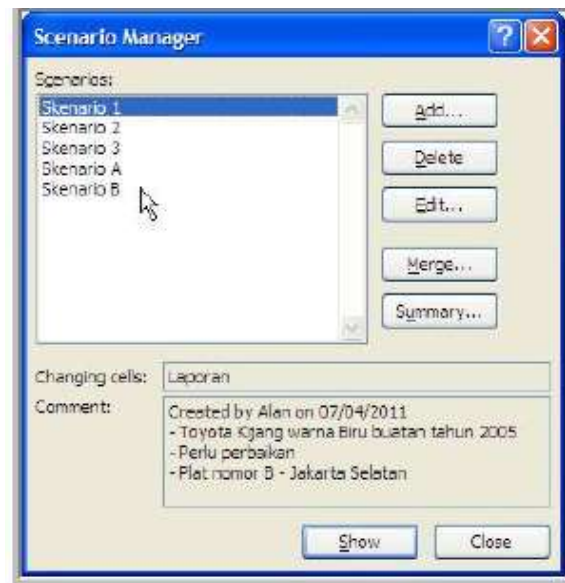 Scenario Manager
Scenarios:
Skenario 1
Skenario 2
Skenario 3
Skenario A
Skenario B
Add...
Delete
Edit...
Merge...
Summary...
Changing cells:
Laporan
Comment:
Created by Alan on 07/04/2011
- Toyota Kijang warna Biru buatan tahun 2005
- Perlu perbaikan
- Plat nomor B - Jakarta Selatan
Show
Close